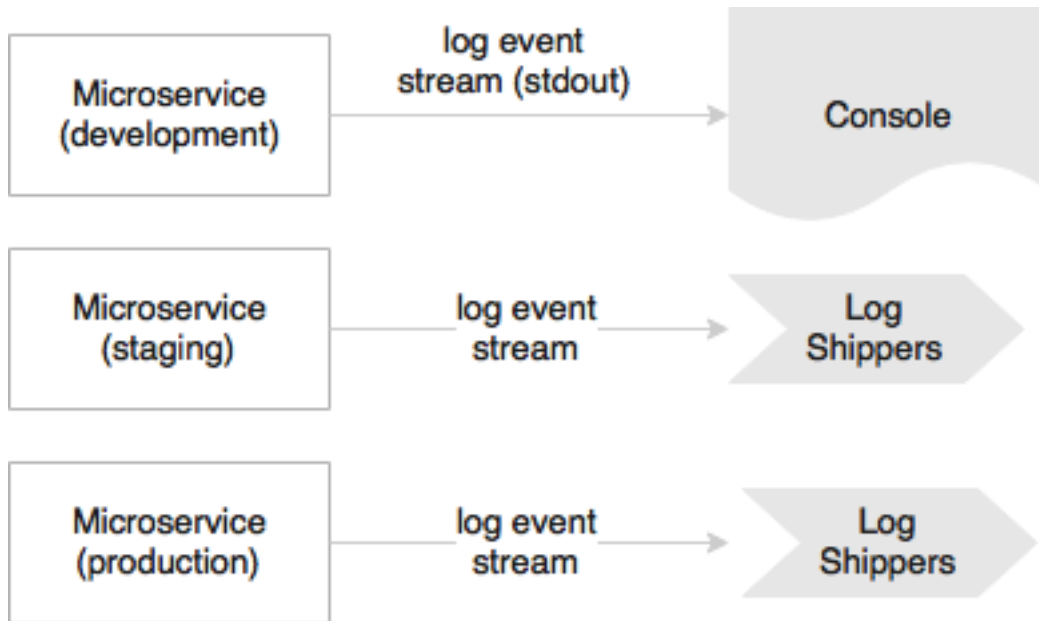 Microservice
(development)
log event
stream (stdout)
Console
Microservice
(staging)
log event
stream
Log
Shippers
Microservice
(production)
log event
stream
Log
Shippers